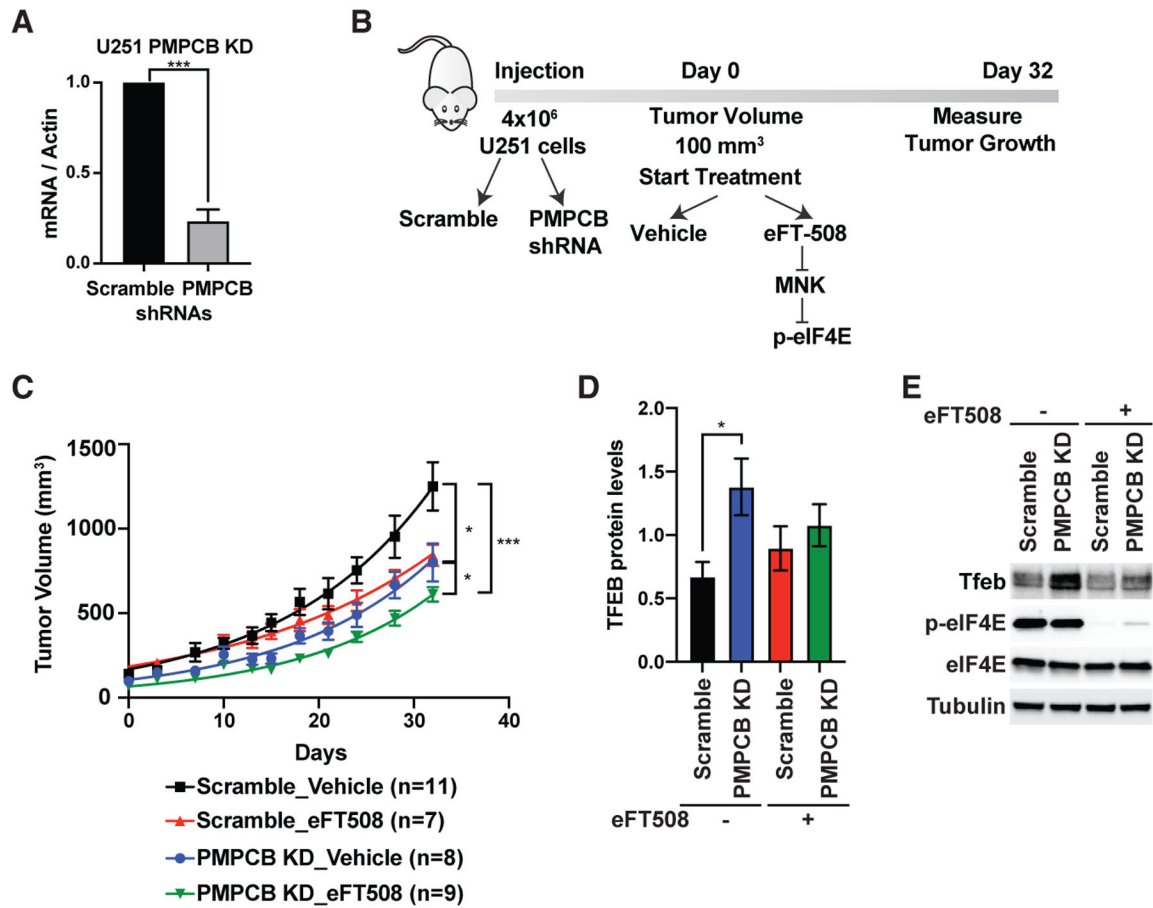 A
U251 PMPCB KD
***
1.0
0.5
0.0
mRNA / Actin
Scramble PMPCB
shRNAs
B
Injection Day 0 Day 32
4x10⁶
U251 cells
Scramble
PMPCB
shRNA
Tumor Volume
100 mm³
Start Treatment
Vehicle
eFT-508
MNK
p-eIF4E
Measure
Tumor Growth
C
1500
1000
500
0
Tumor Volume (mm³)
0 10 20 30 40
Days
*
*
***
Scramble_Vehicle (n=11)
Scramble_eFT508 (n=7)
PMPCB KD_Vehicle (n=8)
PMPCB KD_eFT508 (n=9)
D
2.0
1.5
1.0
0.5
0.0
TFEB protein levels
*
Scramble
PMPCB KD
Scramble
PMPCB KD
eFT508 - +
E
eFT508 - +
Scramble
PMPCB KD
Scramble
PMPCB KD
Tfeb
p-eIF4E
eIF4E
Tubulin